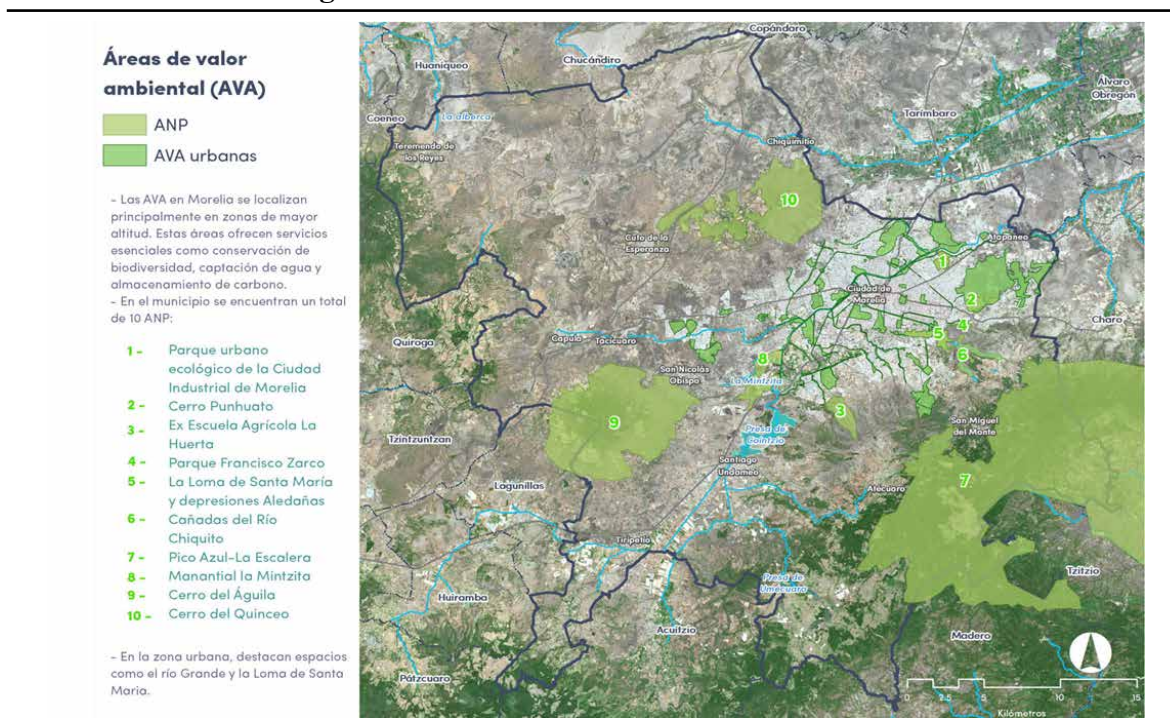 Áreas de valor
ambiental (AVA)
ANP
AVA urbanas
- Las AVA en Morelia se localizan
principalmente en zonas de mayor
altitud. Estas áreas ofrecen servicios
esenciales como conservación de
biodiversidad, captación de agua y
almacenamiento de carbono.
- En el municipio se encuentran un total
de 10 ANP:
1 - Parque urbano
ecológico de la Ciudad
Industrial de Morelia
2 - Cerro Punhuato
3 - Ex Escuela Agrícola La
Huerta
4 - Parque Francisco Zarco
5 - La Loma de Santa María
y depresiones Aledañas
6 - Cañadas del Río
Chiquito
7 - Pico Azul-La Escalera
8 - Manantial la Mintzita
9 - Cerro del Águila
10 - Cerro del Quinceo
- En la zona urbana, destacan espacios
como el río Grande y la Loma de Santa
Maria.
Copándaro
Chucándiro
Huaniqueo
Álvaro
Obregón
Coeneo
La alberca
Tarímbaro
Teremendo de
los Reyes
Chiquimitío
10
Cuto de la
Esperanza
Atapaneo
1
Ciudad de
Morelia
2
Charo
4
5
6
Quiroga
Capula
Tacícuaro
San Nicolás
Obispo
8
La Mintzita
3
San Miguel
del Monte
9
Tzintzuntzan
Presa de
Cointzio
Santiago
Undameo
7
Lagunillas
Atécuaro
Tiripetío
Tzitzio
Presa de
Umécuaro
Huiramba
Acuitzio
Madero
Pátzcuaro
0 2.5 5 10 15
Kilómetros